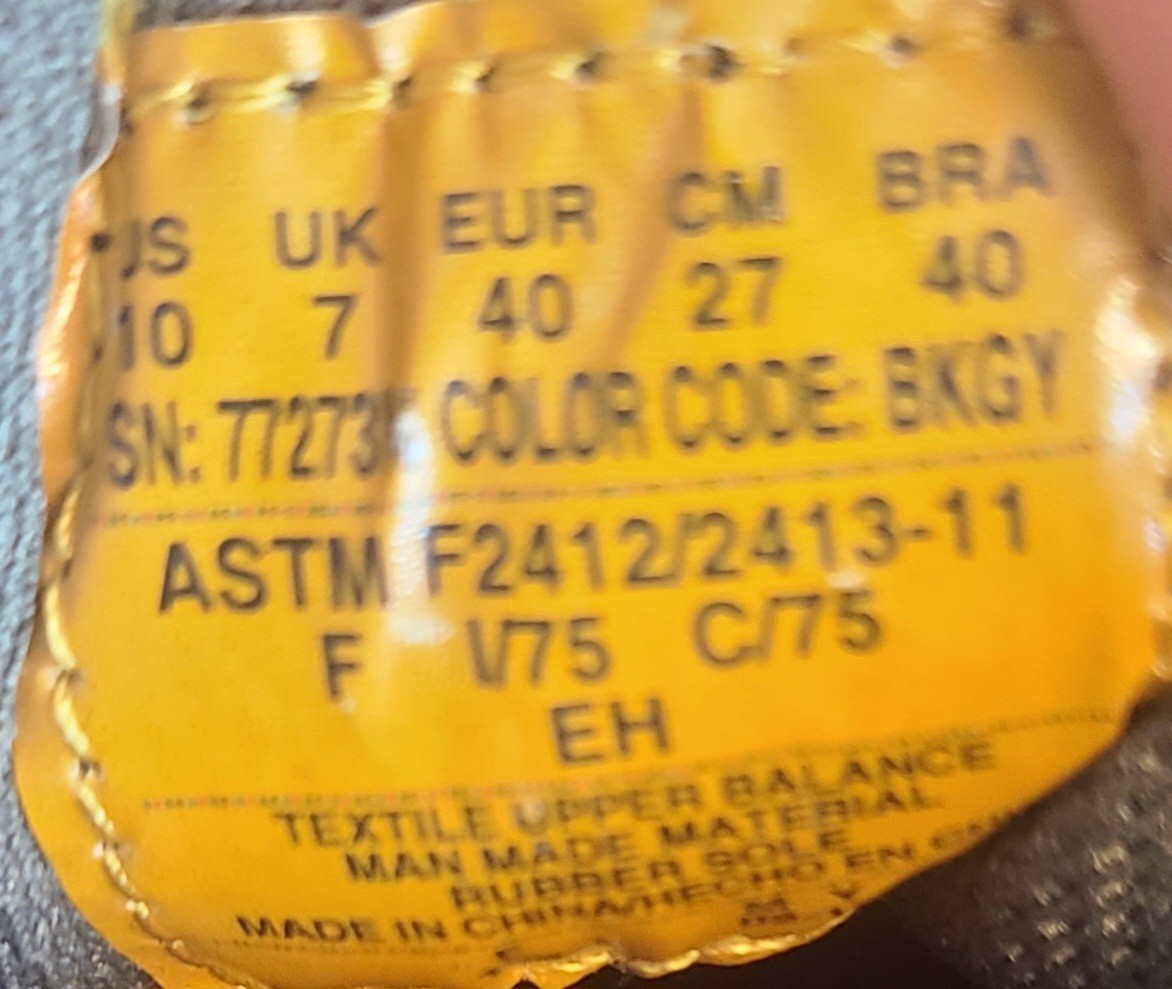 US UK EUR CM BRA
10 7 40 27 40
SN: COLOR CODE: BKGY
ASTM F2412/2413-11
F I/75 C/75
EH
TEXTILE UPPER BALANCE
MAN MADE MATERIAL
RUBBER SOLE
MADE IN CHINA/HECHO EN